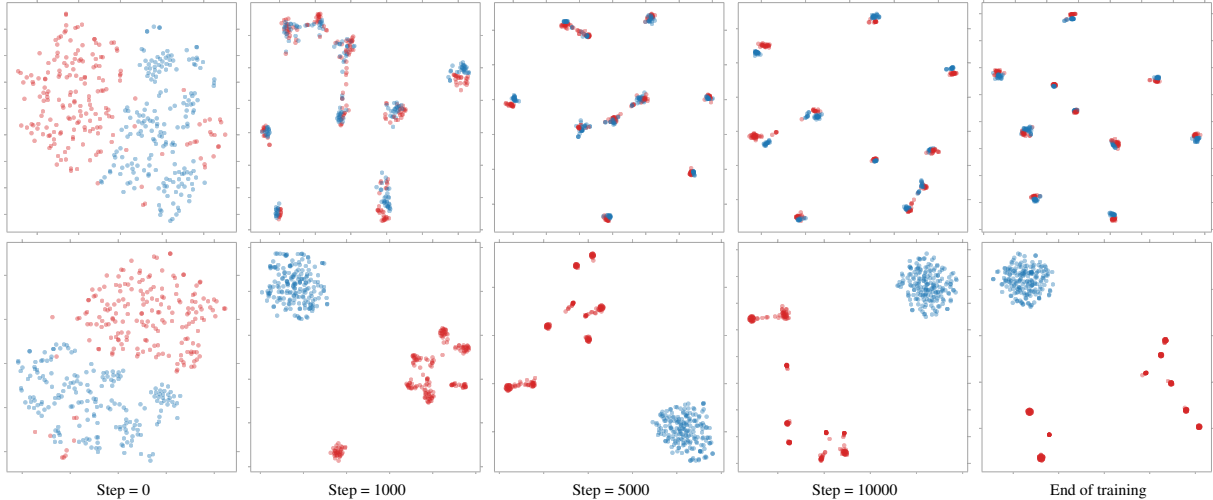 Step = 0
Step = 1000
Step = 5000
Step = 10000
End of training